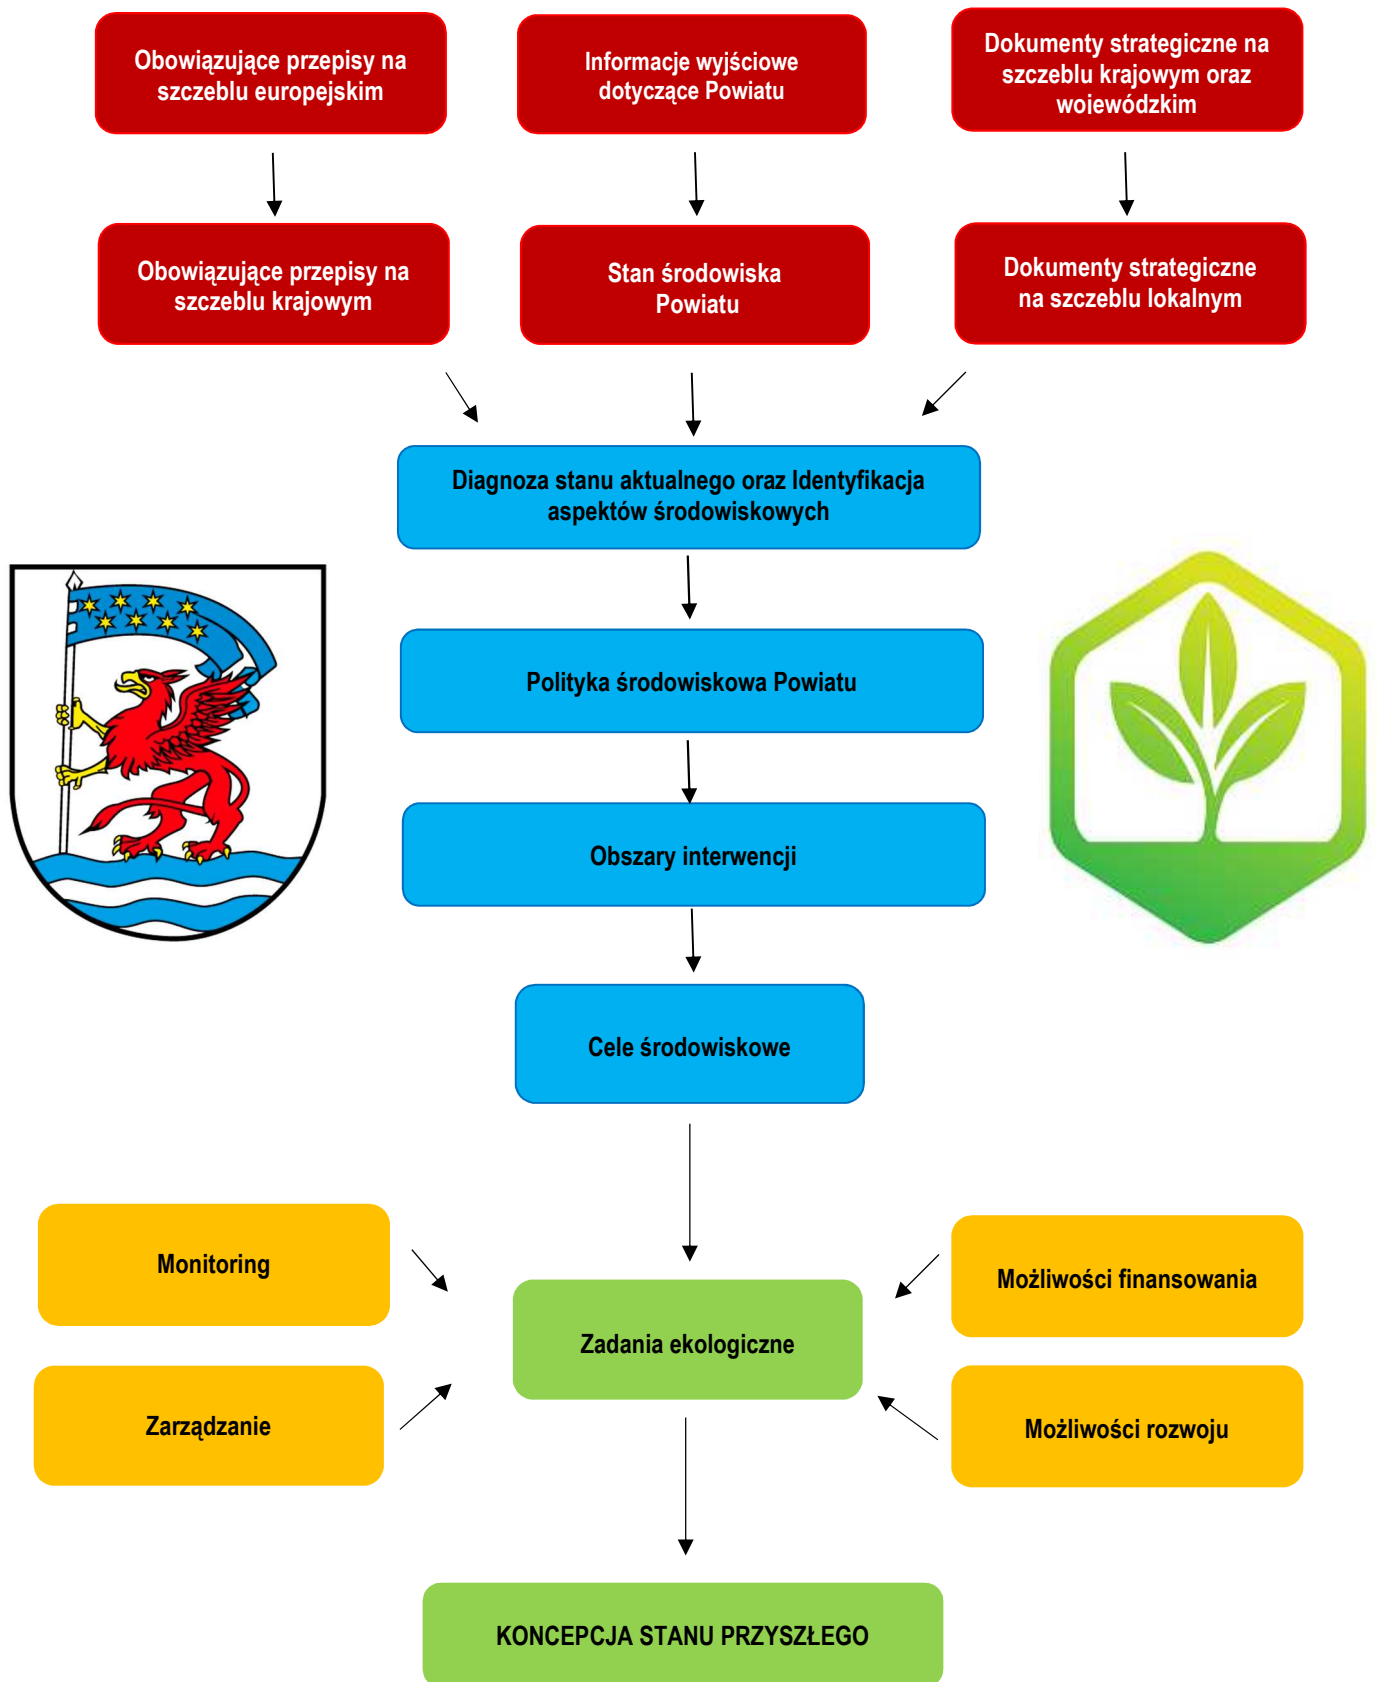 Obowiązujące przepisy na
szczeblu europejskim
Informacje wyjściowe
dotyczące Powiatu
Dokumenty strategiczne na
szczeblu krajowym oraz
wojewódzkim
Obowiązujące przepisy na
szczeblu krajowym
Stan środowiska
Powiatu
Dokumenty strategiczne
na szczeblu lokalnym
Diagnoza stanu aktualnego oraz Identyfikacja
aspektów środowiskowych
Polityka środowiskowa Powiatu
Obszary interwencji
Cele środowiskowe
Monitoring
Możliwości finansowania
Zadania ekologiczne
Zarządzanie
Możliwości rozwoju
KONCEPCJA STANU PRZYSZŁEGO